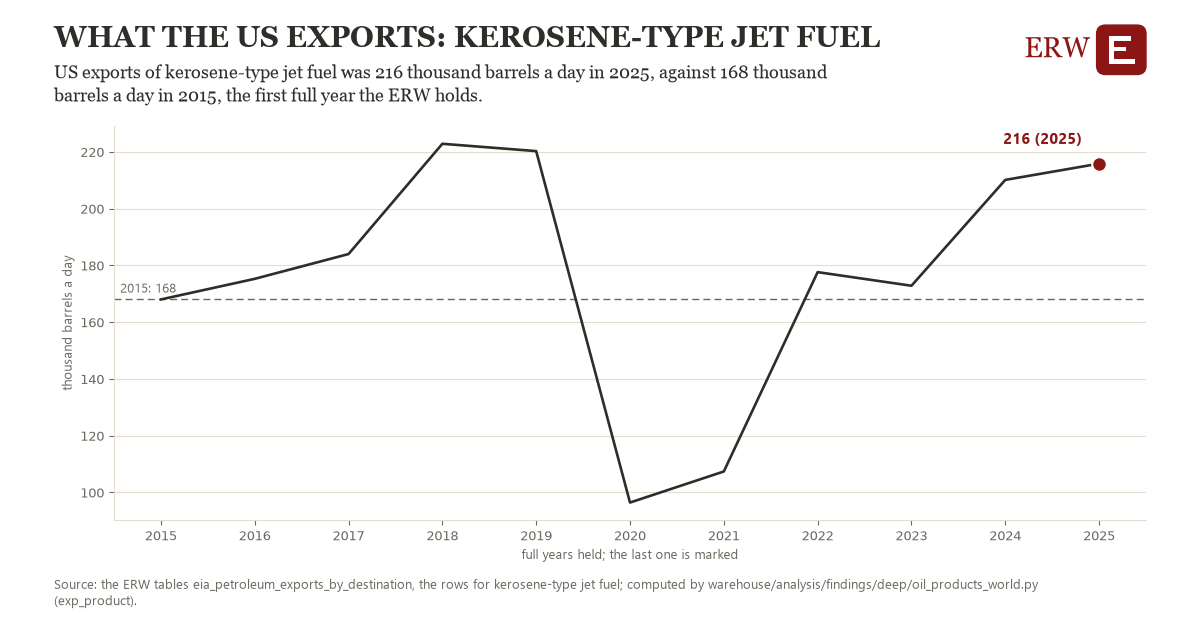 WHAT THE US EXPORTS: KEROSENE-TYPE JET FUEL
ERW
E
US exports of kerosene-type jet fuel was 216 thousand barrels a day in 2025, against 168 thousand
barrels a day in 2015, the first full year the ERW holds.
216 (2025)
220
200
180
160
140
120
100
thousand barrels a day
2015: 168
2015 2016 2017 2018 2019 2020 2021 2022 2023 2024 2025
full years held; the last one is marked
Source: the ERW tables eia_petroleum_exports_by_destination, the rows for kerosene-type jet fuel; computed by warehouse/analysis/findings/deep/oil_products_world.py
(exp_product).